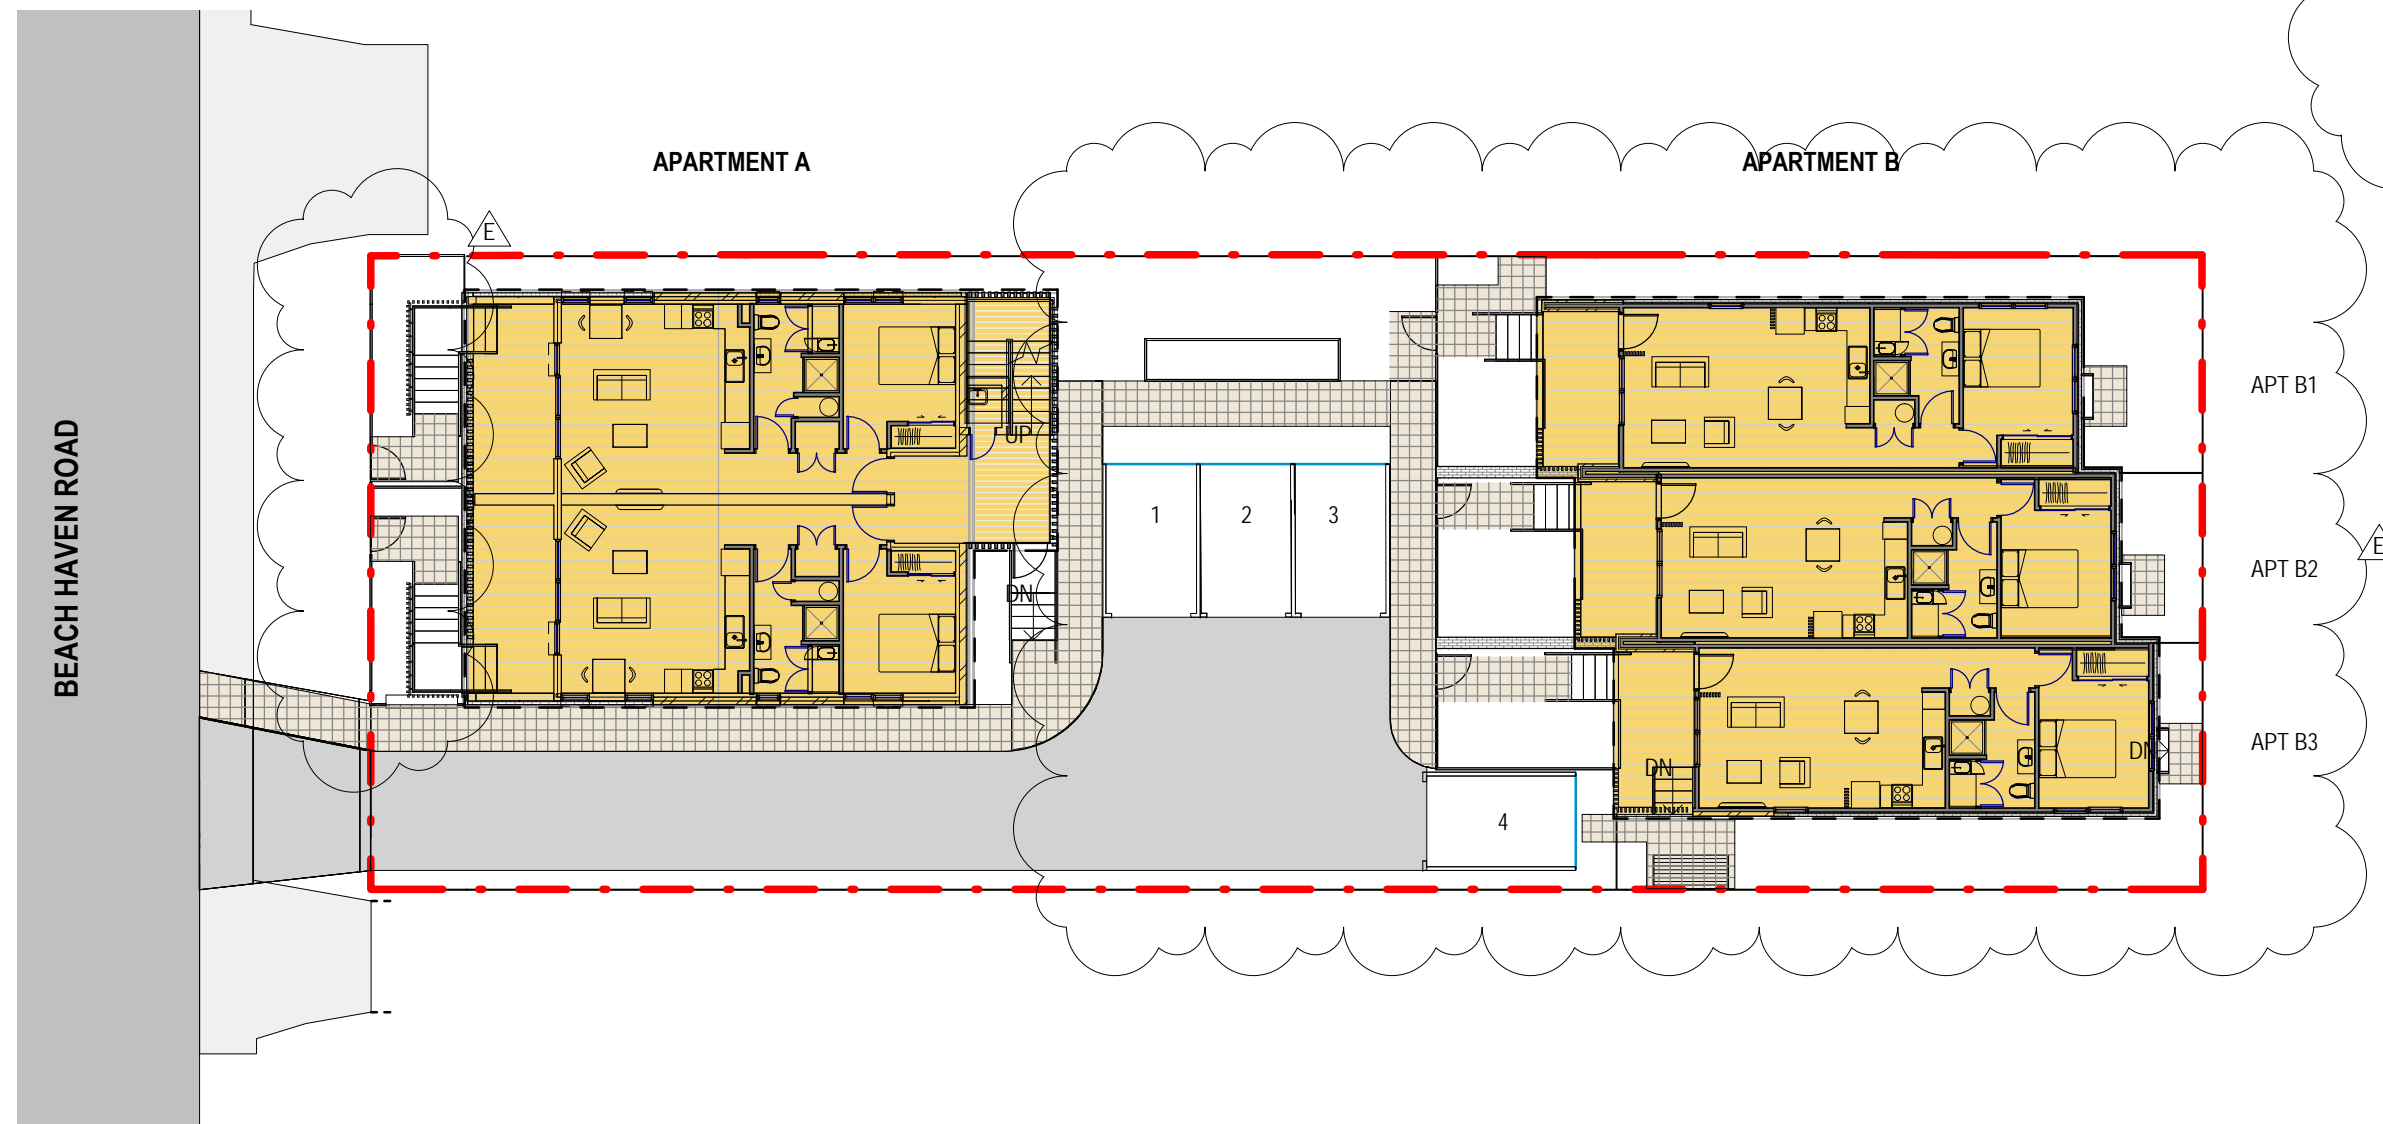 APARTMENT A
APARTMENT B
E
BEACH HAVEN ROAD
UP
DN
1
2
3
4
APT B1
APT B2
E
APT B3
DN
DN